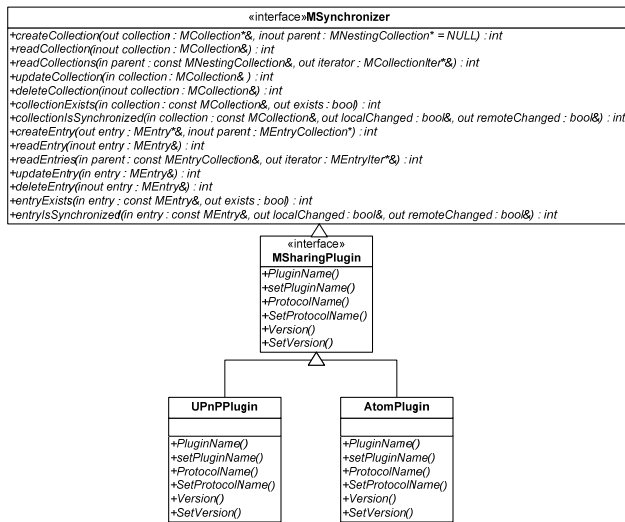 «interface»MSynchronizer
+createCollection(out collection : MCollection*&, inout parent : MNestingCollection* = NULL) : int
+readCollection(inout collection : MCollection&) : int
+readCollections(in parent : const MNestingCollection&, out iterator : MCollectionIter*&) : int
+updateCollection(in collection : MCollection& ) : int
+deleteCollection(inout collection : MCollection&) : int
+collectionExists(in collection : const MCollection&, out exists : bool) : int
+collectionIsSynchronized(in collection : const MCollection&, out localChanged : bool&, out remoteChanged : bool&) : int
+createEntry(out entry : MEntry*&, inout parent : MEntryCollection*) : int
+readEntry(inout entry : MEntry&) : int
+readEntries(in parent : const MEntryCollection&, out iterator : MEntryIter*&) : int
+updateEntry(in entry : MEntry&) : int
+deleteEntry(inout entry : MEntry&) : int
+entryExists(in entry : const MEntry&, out exists : bool) : int
+entryIsSynchronized(in entry : const MEntry&, out localChanged : bool&, out remoteChanged : bool&) : int
«interface»
MSharingPlugin
+PluginName()
+setPluginName()
+ProtocolName()
+SetProtocolName()
+Version()
+SetVersion()
UPnPPlugin
+PluginName()
+setPluginName()
+ProtocolName()
+SetProtocolName()
+Version()
+SetVersion()
AtomPlugin
+PluginName()
+setPluginName()
+ProtocolName()
+SetProtocolName()
+Version()
+SetVersion()